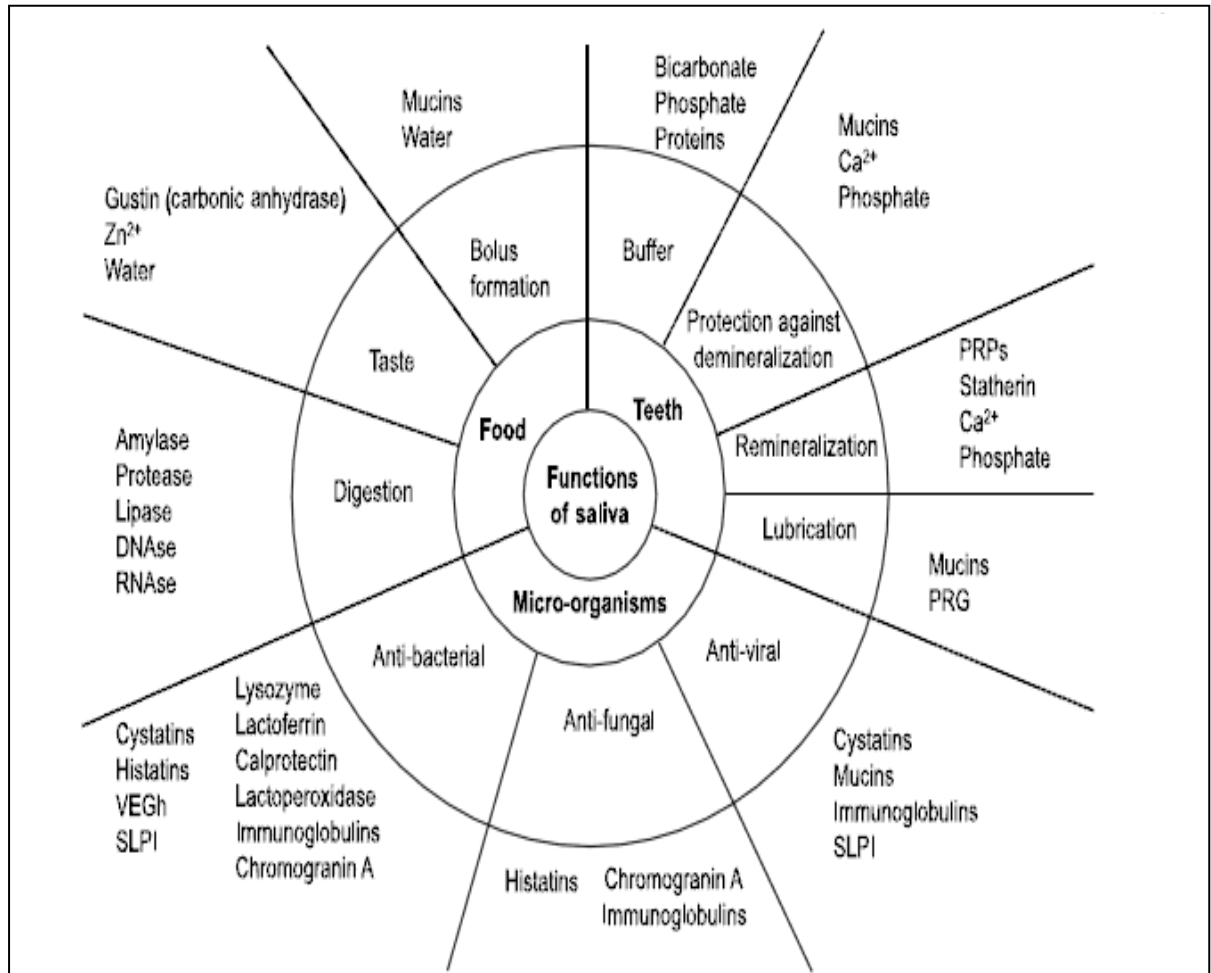 Functions
of saliva
Teeth
Buffer
Bicarbonate
Phosphate
Proteins
Protection against
demineralization
Mucins
Ca²⁺
Phosphate
Remineralization
PRPs
Statherin
Ca²⁺
Phosphate
Lubrication
Mucins
PRG
Micro-organisms
Anti-viral
Cystatins
Mucins
Immunoglobulins
SLPI
Anti-fungal
Histatins
Chromogranin A
Immunoglobulins
Anti-bacterial
Lysozyme
Lactoferrin
Calprotectin
Lactoperoxidase
Immunoglobulins
Chromogranin A
Cystatins
Histatins
VEGh
SLPI
Food
Digestion
Amylase
Protease
Lipase
DNAse
RNAse
Taste
Gustin (carbonic anhydrase)
Zn²⁺
Water
Bolus
formation
Mucins
Water